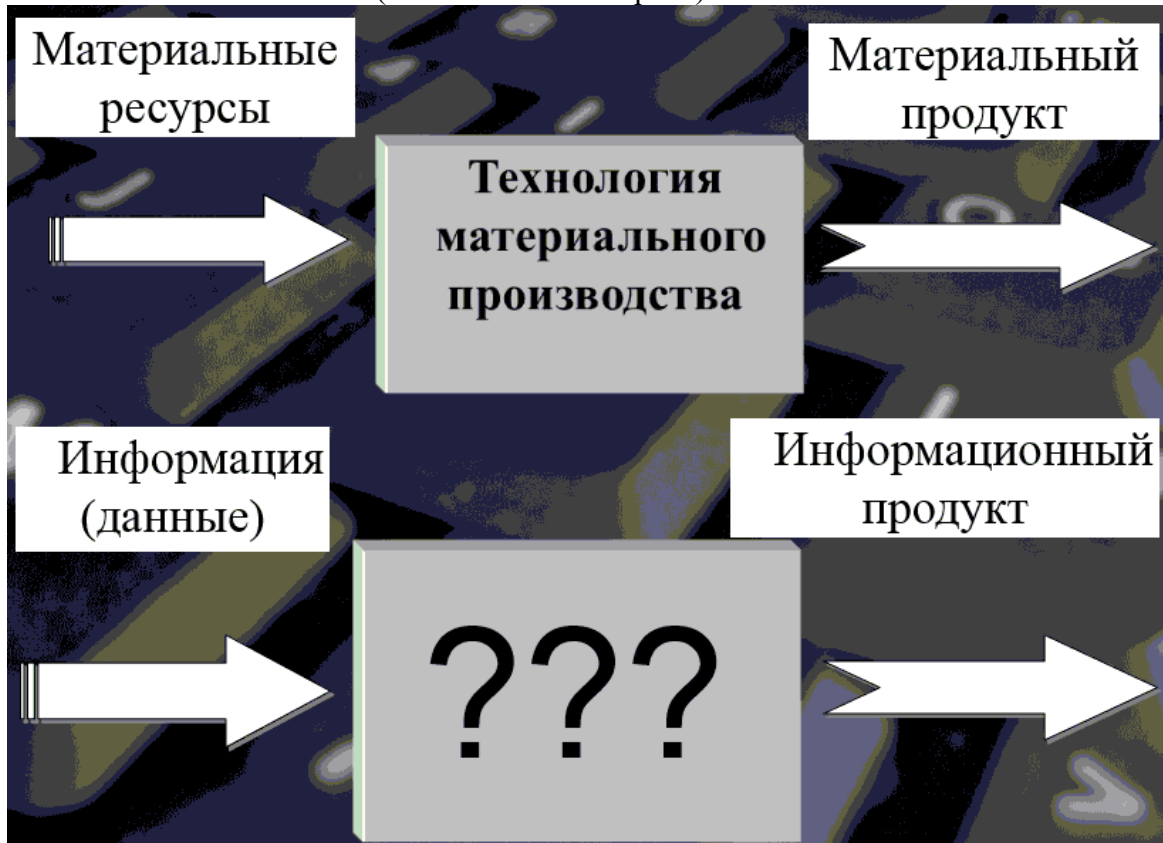 Материальные
ресурсы
Материальный
продукт
Технология
материального
производства
Информация
(данные)
Информационный
продукт
???